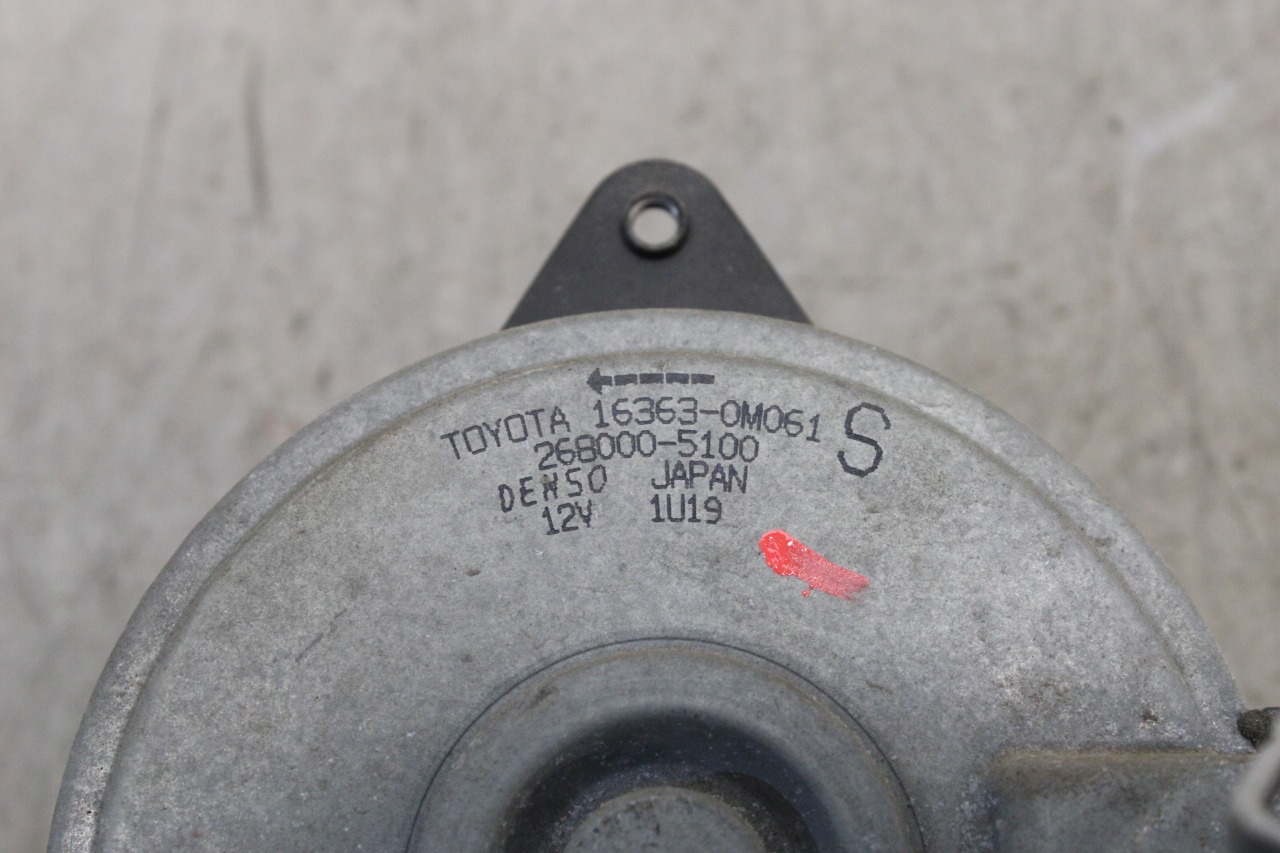 TOYOTA 16363-0M061 S
268000-5100
DENSO JAPAN
12V 1U19